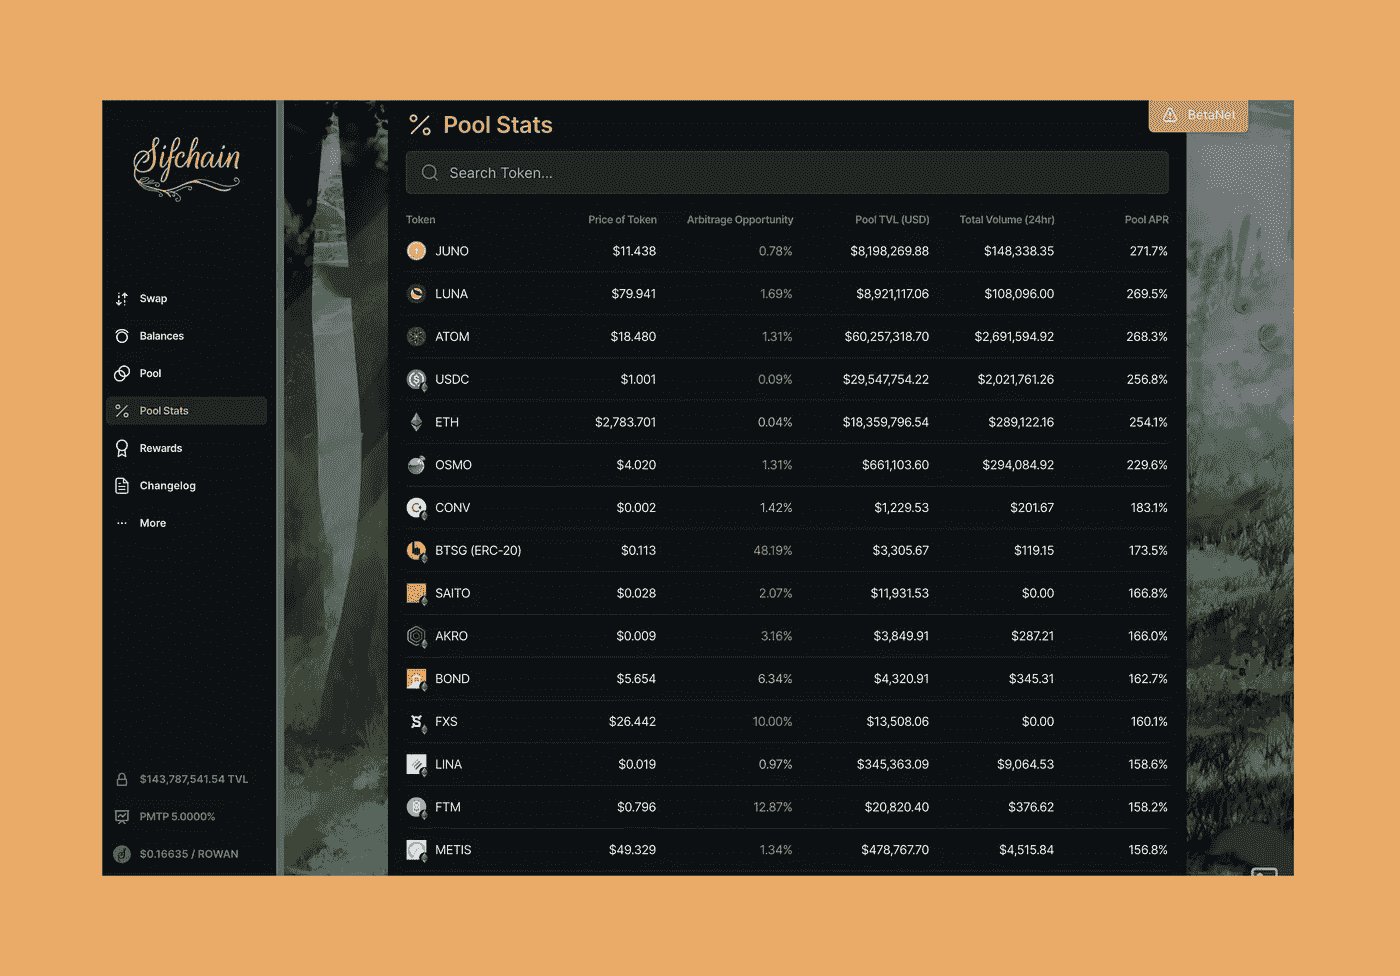 Sifchain
Swap
Balances
Pool
Pool Stats
Rewards
Changelog
More
$143,787,541.54 TVL
PMTP 5.0000%
$0.16635 / ROWAN
Pool Stats
BetaNet
Search Token...
Token Price of Token Arbitrage Opportunity Pool TVL (USD) Total Volume (24hr) Pool APR
JUNO $11.438 0.78% $8,198,269.88 $148,338.35 271.7%
LUNA $79.941 1.69% $8,921,117.06 $108,096.00 269.5%
ATOM $18.480 1.31% $60,257,318.70 $2,691,594.92 268.3%
USDC $1.001 0.09% $29,547,754.22 $2,021,761.26 256.8%
ETH $2,783.701 0.04% $18,359,796.54 $289,122.16 254.1%
OSMO $4.020 1.31% $661,103.60 $294,084.92 229.6%
CONV $0.002 1.42% $1,229.53 $201.67 183.1%
BTSG (ERC-20) $0.113 48.19% $3,305.67 $119.15 173.5%
SAITO $0.028 2.07% $11,931.53 $0.00 166.8%
AKRO $0.009 3.16% $3,849.91 $287.21 166.0%
BOND $5.654 6.34% $4,320.91 $345.31 162.7%
FXS $26.442 10.00% $13,508.06 $0.00 160.1%
LINA $0.019 0.97% $345,363.09 $9,064.53 158.6%
FTM $0.796 12.87% $20,820.40 $376.62 158.2%
METIS $49.329 1.34% $478,767.70 $4,515.84 156.8%